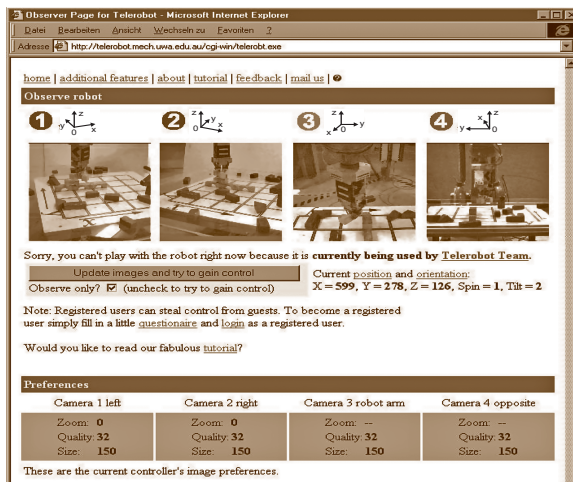 Observer Page for Telerobot - Microsoft Internet Explorer
Datei Bearbeiten Ansicht Wechseln zu Favoriten ?
Adresse http://telerobot.mech.uwa.edu.au/cgi-win/telerobt.exe
home | additional features | about | tutorial | feedback | mail us |
Observe robot
1 z y x 0 2 z y x 0 3 z y x 0 4 z x y 0
Sorry, you can't play with the robot right now because it is currently being used by Telerobot Team.
Update images and try to gain control
Observe only? (uncheck to try to gain control)
Current position and orientation:
X = 599, Y = 278, Z = 126, Spin = 1, Tilt = 2
Note: Registered users can steal control from guests. To become a registered
user simply fill in a little questionaire and login as a registered user.
Would you like to read our fabulous tutorial?
Preferences
Camera 1 left Camera 2 right Camera 3 robot arm Camera 4 opposite
Zoom: 0 Zoom: 0 Zoom: -- Zoom: --
Quality: 32 Quality: 32 Quality: 32 Quality: 32
Size: 150 Size: 150 Size: 150 Size: 150
These are the current controller's image preferences.